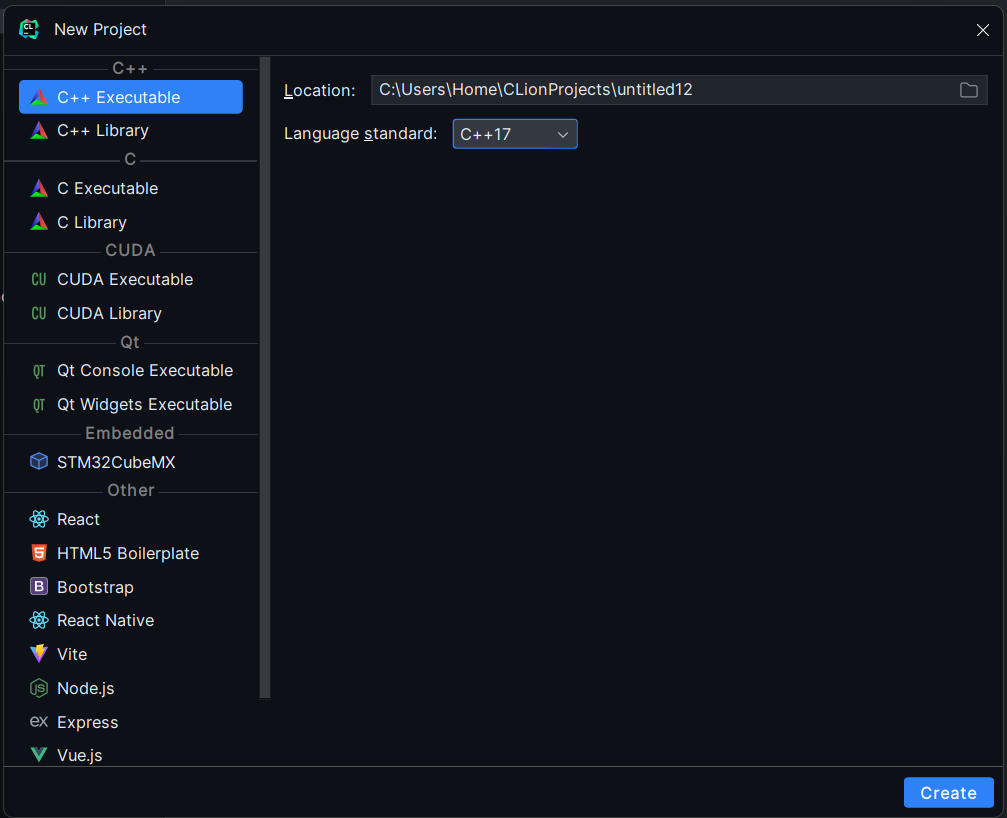 New Project
C++
C++ Executable
C++ Library
C
C Executable
C Library
CUDA
CU CUDA Executable
CU CUDA Library
Qt
QT Qt Console Executable
QT Qt Widgets Executable
Embedded
STM32CubeMX
Other
React
5 HTML5 Boilerplate
B Bootstrap
React Native
Vite
JS Node.js
ex Express
Vue.js
Location: C:\Users\Home\CLionProjects\untitled12
Language standard: C++17
Create